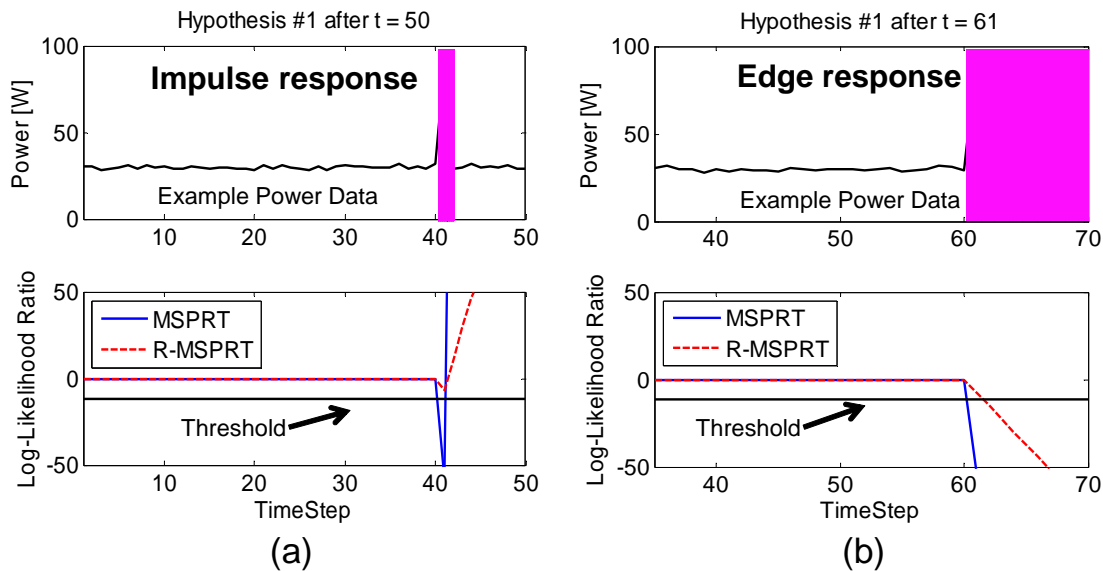 Hypothesis #1 after t = 50
100
50
0
Power [W]
Impulse response
Example Power Data
10 20 30 40 50
50
0
-50
Log-Likelihood Ratio
MSPRT
R-MSPRT
Threshold
10 20 30 40 50
TimeStep
(a)
Hypothesis #1 after t = 61
100
50
0
Power [W]
Edge response
Example Power Data
40 50 60 70
50
0
-50
Log-Likelihood Ratio
MSPRT
R-MSPRT
Threshold
40 50 60 70
TimeStep
(b)